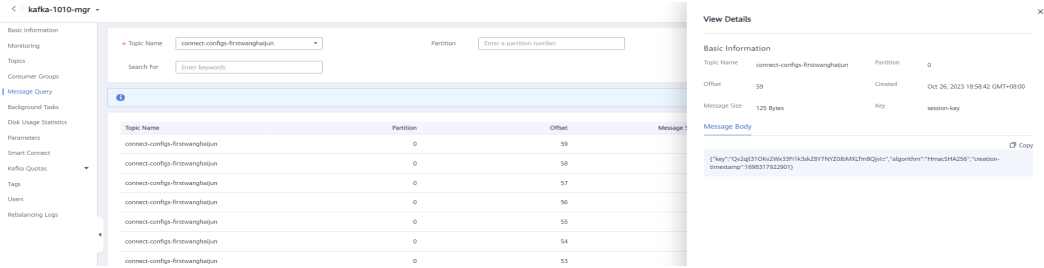 kafka-1010-mgr
Basic Information
Monitoring
Topics
Consumer Groups
Message Query
Background Tasks
Disk Usage Statistics
Parameters
Smart Connect
Kafka Quotas
Tags
Users
Rebalancing Logs
* Topic Name connect-configs-firstwanghaijun Partition Enter a partition number.
Search For Enter keywords.
Topic Name Partition Offset Message S
connect-configs-firstwanghaijun 0 59
connect-configs-firstwanghaijun 0 58
connect-configs-firstwanghaijun 0 57
connect-configs-firstwanghaijun 0 56
connect-configs-firstwanghaijun 0 55
connect-configs-firstwanghaijun 0 54
connect-configs-firstwanghaijun 0 53
View Details
Basic Information
Topic Name connect-configs-firstwanghaijun Partition 0
Offset 59 Created Oct 26, 2023 18:58:42 GMT+08:00
Message Size 125 Bytes Key session-key
Message Body
Copy
"algorithm":"HmacSHA256","creation-
timestamp":1698317922901}